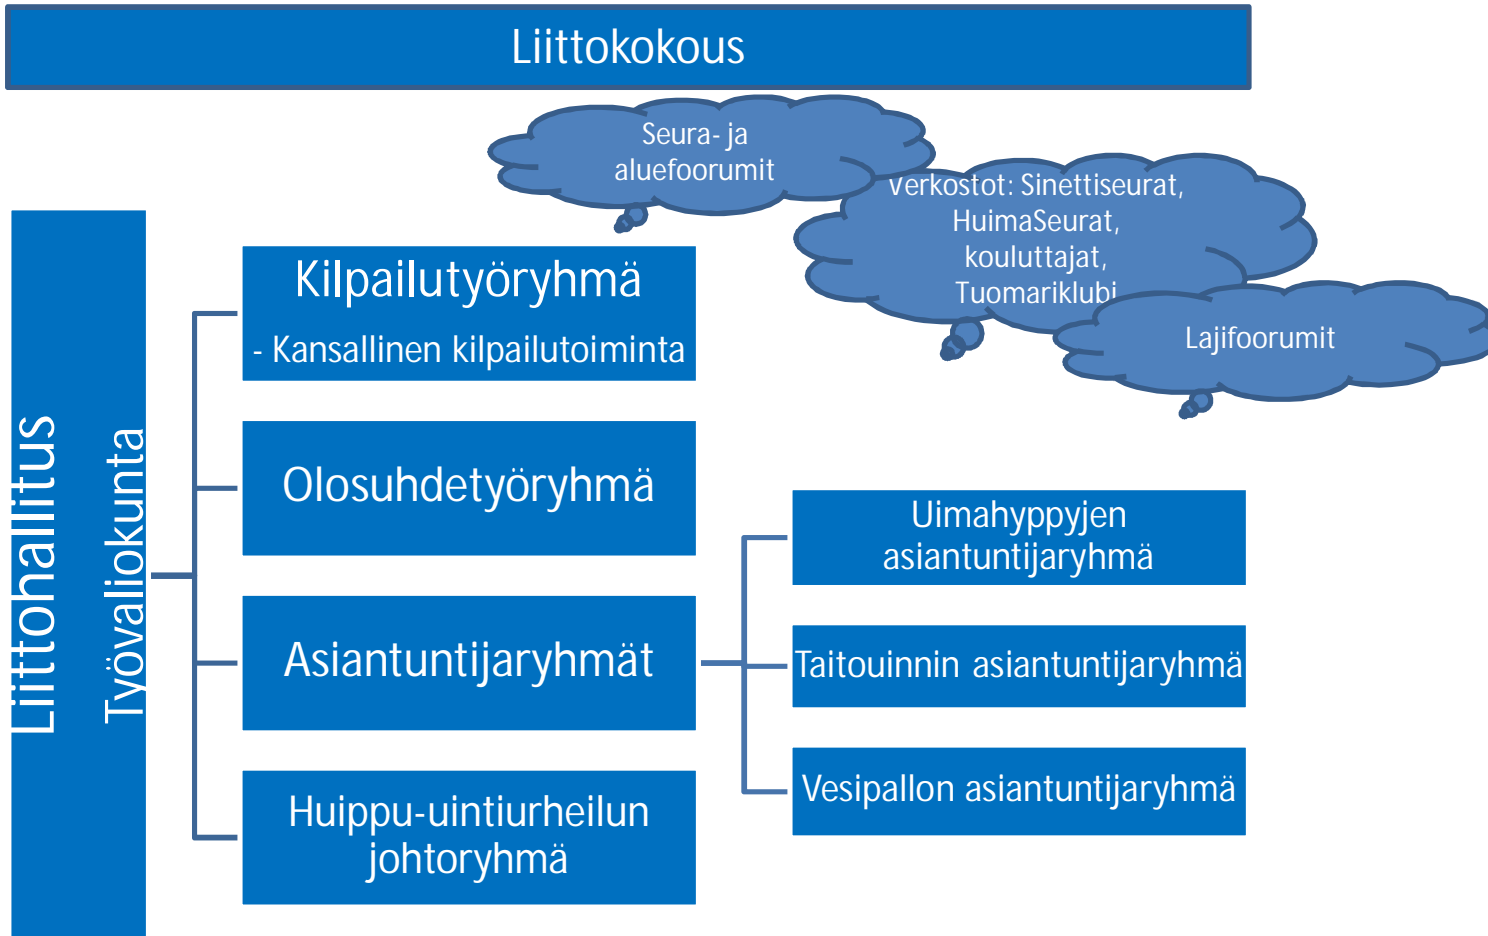 Liittokokous
Seura- ja
aluefoorumit
Verkostot: Sinettiseurat,
HuimaSeurat,
kouluttajat,
Tuomariklubi
Lajifoorumit
Liittohallitus
Työvaliokunta
Kilpailutyöryhmä
- Kansallinen kilpailutoiminta
Olosuhdetyöryhmä
Asiantuntijaryhmät
Huippu-uintiurheilun
johtoryhmä
Uimahyppyjen
asiantuntijaryhmä
Taitouinnin asiantuntijaryhmä
Vesipallon asiantuntijaryhmä